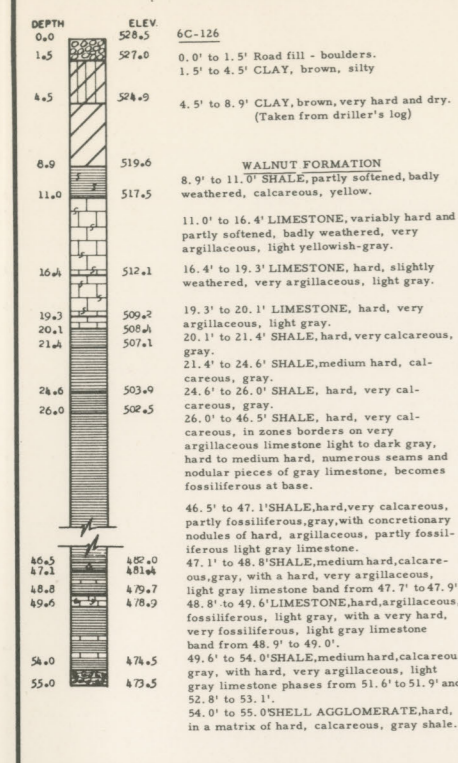 DEPTH ELEV.
0.0 528.5 6C-126
1.5 527.0 0.0' to 1.5' Road fill - boulders.
1.5' to 4.5' CLAY, brown, silty
4.5 524.9 4.5' to 8.9' CLAY, brown, very hard and dry.
(Taken from driller's log)
8.9 519.6 WALNUT FORMATION
8.9' to 11.0' SHALE, partly softened, badly
11.0 517.5 weathered, calcareous, yellow.
11.0' to 16.4' LIMESTONE, variably hard and
partly softened, badly weathered, very
argillaceous, light yellowish-gray.
16.4 512.1 16.4' to 19.3' LIMESTONE, hard, slightly
weathered, very argillaceous, light gray.
19.3 509.2 19.3' to 20.1' LIMESTONE, hard, very
argillaceous, light gray.
20.1 508.4 20.1' to 21.4' SHALE, hard, very calcareous,
21.4 507.1 gray.
21.4' to 24.6' SHALE, medium hard, cal-
careous, gray.
24.6 503.9 24.6' to 26.0' SHALE, hard, very cal-
careous, gray.
26.0 502.5 26.0' to 46.5' SHALE, hard, very cal-
careous, in zones borders on very
argillaceous limestone light to dark gray,
hard to medium hard, numerous seams and
nodular pieces of gray limestone, becomes
fossiliferous at base.
46.5' to 47.1' SHALE, hard, very calcareous,
partly fossiliferous, gray, with concretionary
nodules of hard, argillaceous, partly fossil-
46.5 482.0 iferous light gray limestone.
47.1 481.4 47.1' to 48.8' SHALE, medium hard, calcare-
ous, gray, with a hard, very argillaceous,
48.8 479.7 light gray limestone band from 47.7' to 47.9'
49.6 478.9 48.8' to 49.6' LIMESTONE, hard, argillaceous,
fossiliferous, light gray, with a very hard,
very fossiliferous, light gray limestone
band from 48.9' to 49.0'.
54.0 474.5 49.6' to 54.0' SHALE, medium hard, calcareou
gray, with hard, very argillaceous, light
55.0 473.5 gray limestone phases from 51.6' to 51.9' and
52.8' to 53.1'.
54.0' to 55.0' SHELL AGGLOMERATE, hard,
in a matrix of hard, calcareous, gray shale.